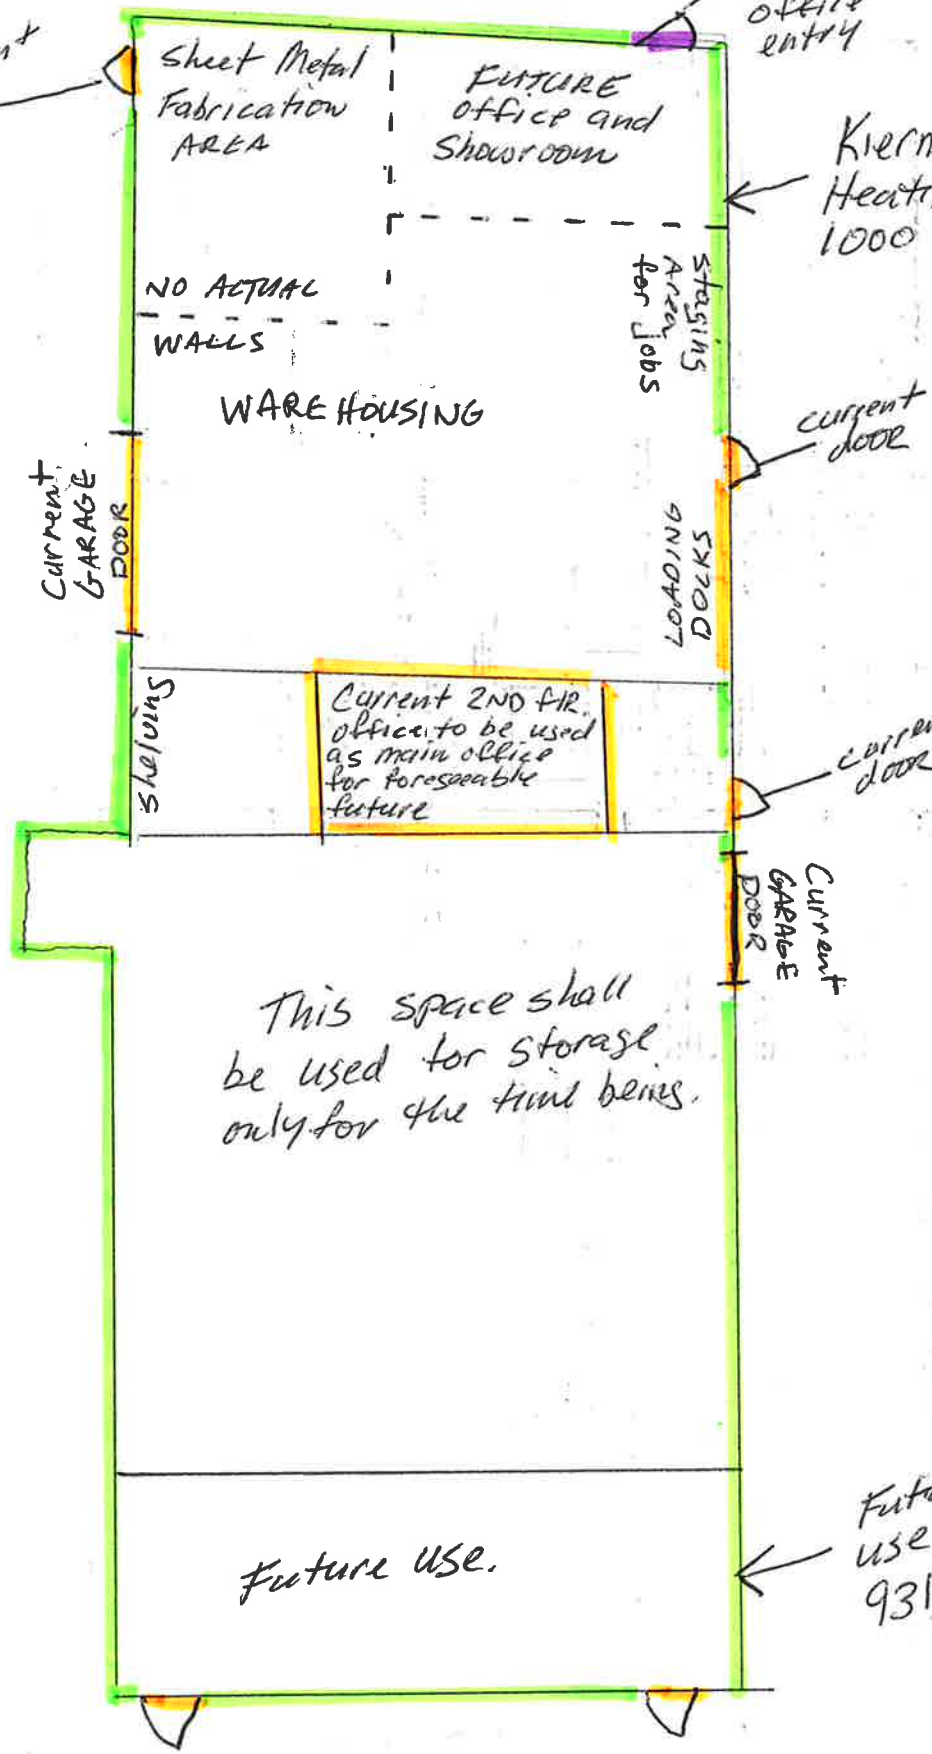 office
entry
Sheet Metal
Fabrication
AREA
FUTURE
office and
Showroom
Heat
1000
NO ACTUAL
WALLS
Staging
Area
for jobs
WAREHOUSING
current
door
Current
GARAGE
DOOR
LOADING
DOCKS
shelving
Current 2ND flr.
office to be used
as main office
for foreseeable
future
door
Current
GARAGE
DOOR
This space shall
be used for storage
only for the time being.
Future use.
use
931